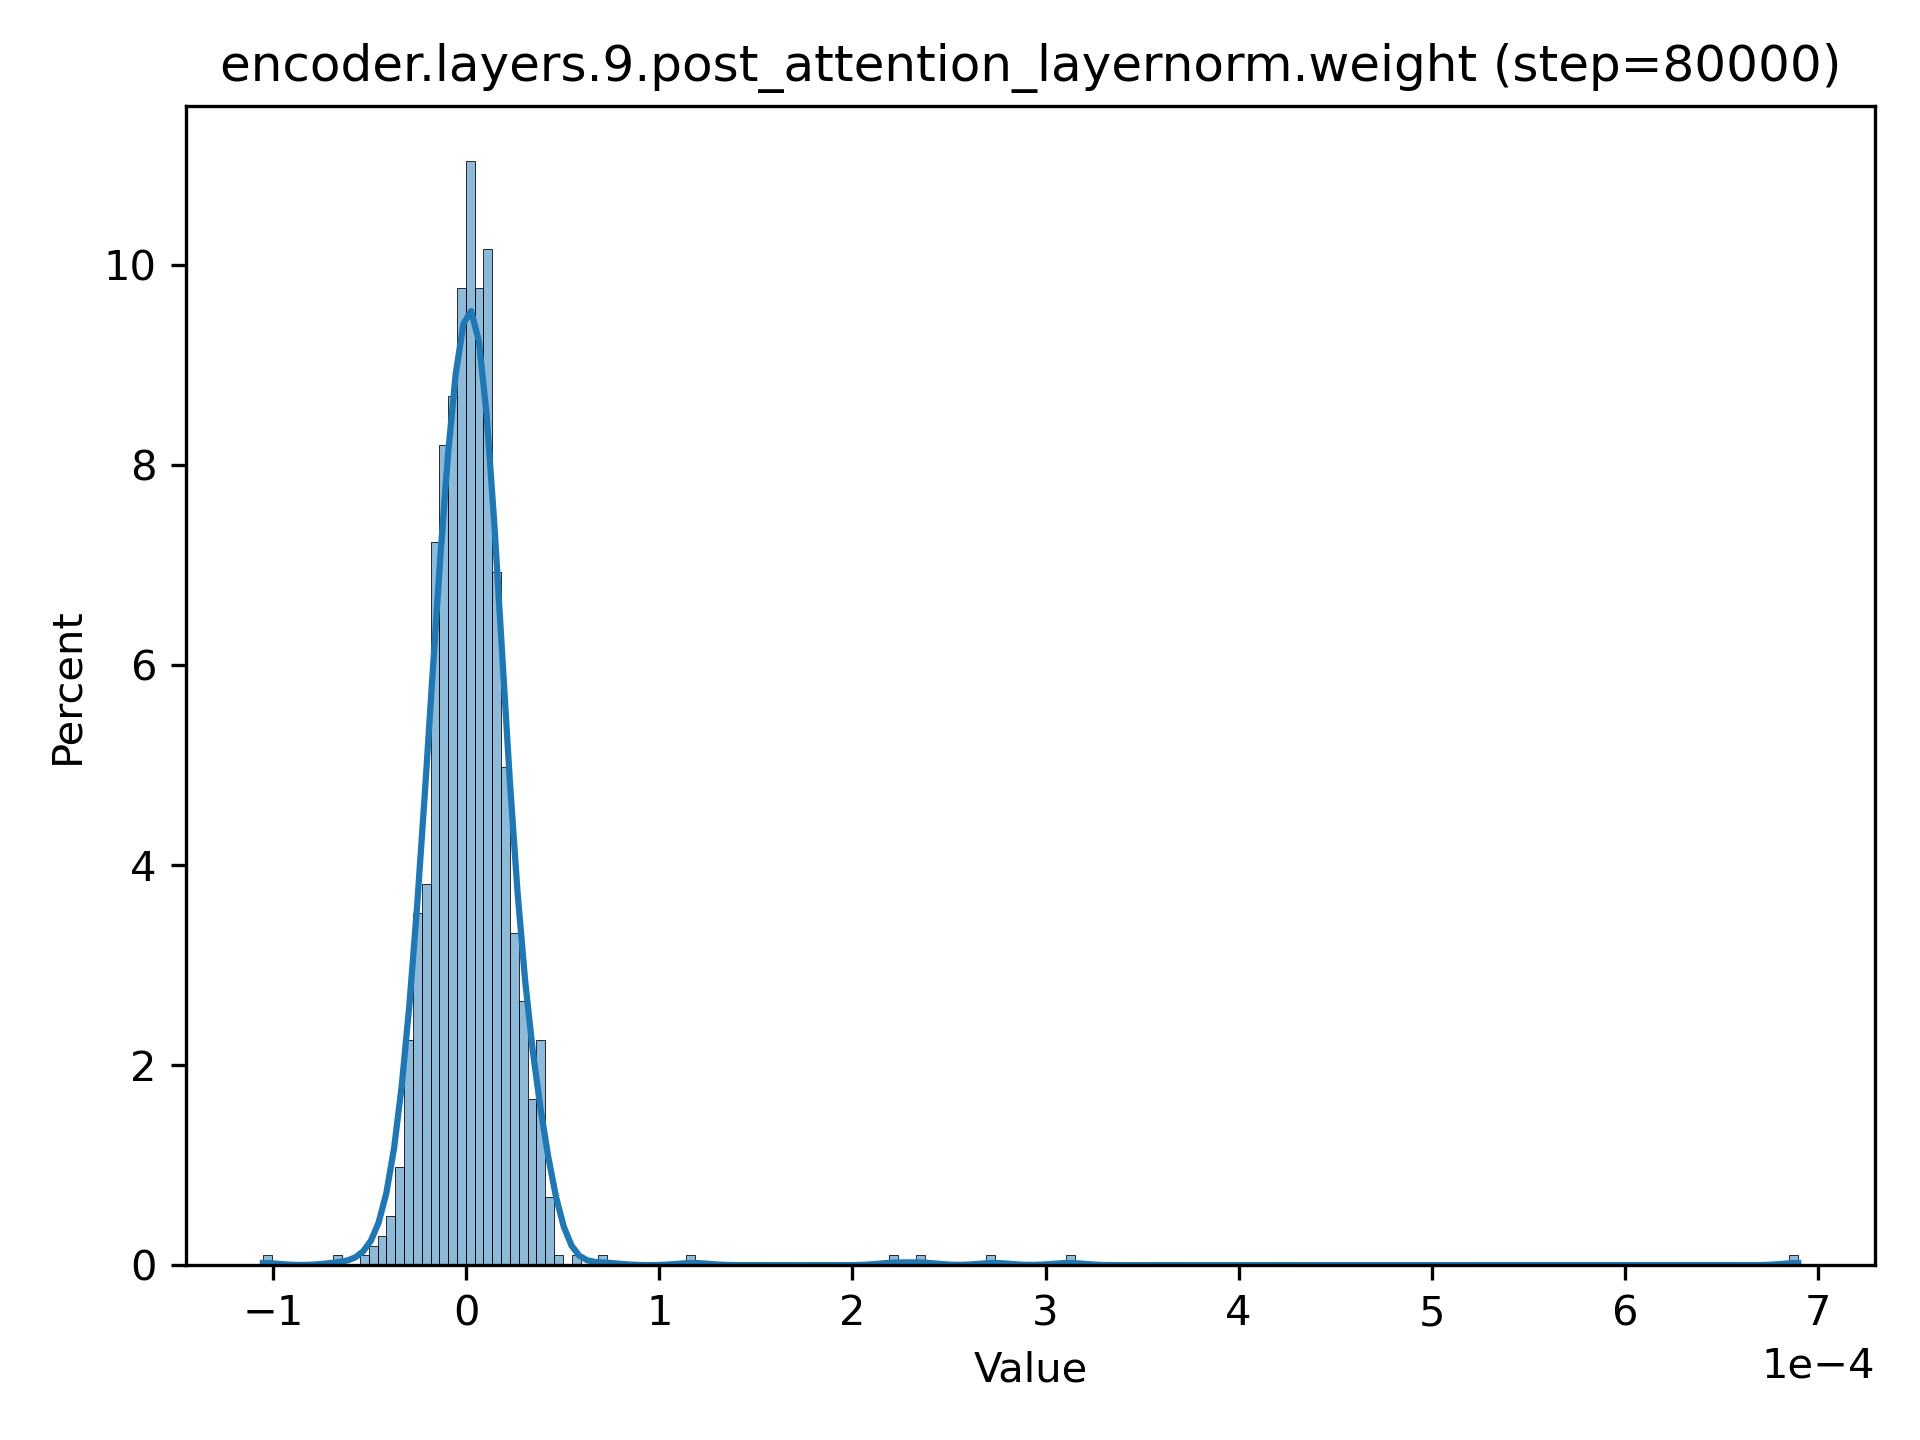 encoder.layers.9.post_attention_layernorm.weight (step=80000)
10
8
6
4
2
0
Percent
−1 0 1 2 3 4 5 6 7
1e−4
Value